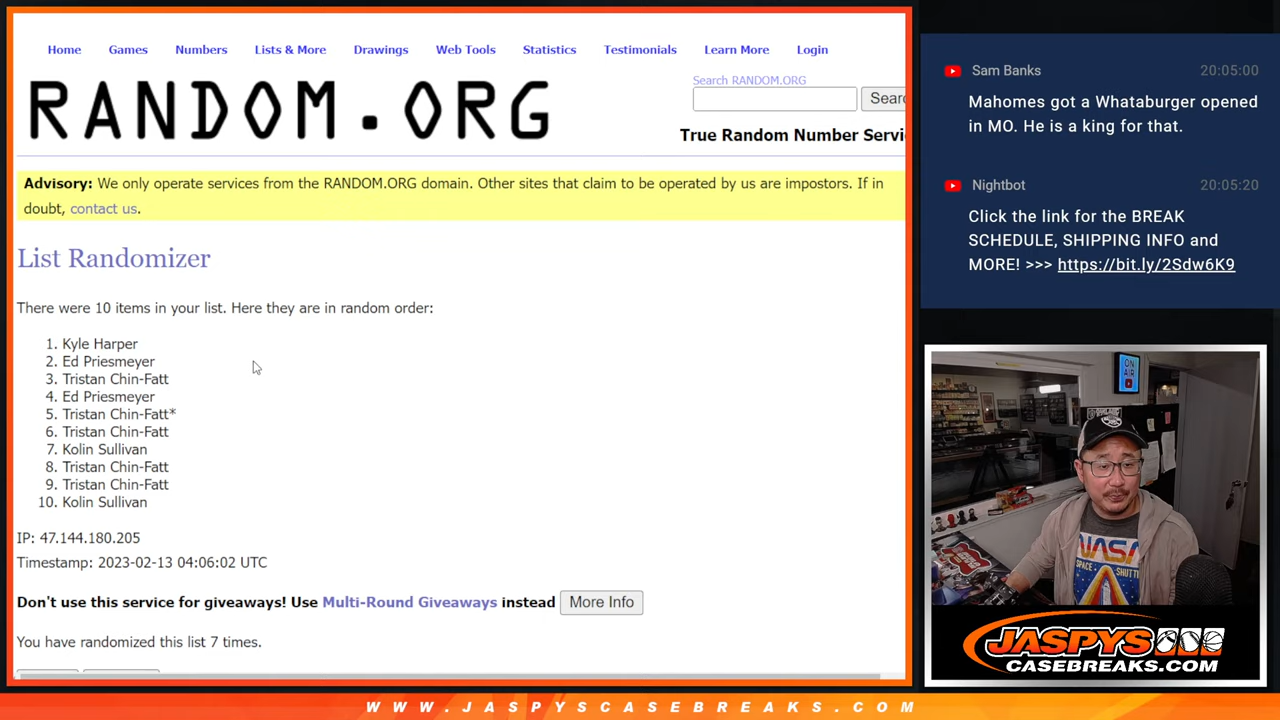 Home Games Numbers Lists & More Drawings Web Tools Statistics Testimonials Learn More Login
RANDOM.ORG
Search RANDOM.ORG
Searc
True Random Number Servi
Advisory: We only operate services from the RANDOM.ORG domain. Other sites that claim to be operated by us are impostors. If in
doubt, contact us.
List Randomizer
There were 10 items in your list. Here they are in random order:
1. Kyle Harper
2. Ed Priesmeyer
3. Tristan Chin-Fatt
4. Ed Priesmeyer
5. Tristan Chin-Fatt*
6. Tristan Chin-Fatt
7. Kolin Sullivan
8. Tristan Chin-Fatt
9. Tristan Chin-Fatt
10. Kolin Sullivan
IP: 47.144.180.205
Timestamp: 2023-02-13 04:06:02 UTC
Don't use this service for giveaways! Use Multi-Round Giveaways instead More Info
You have randomized this list 7 times.
Sam Banks 20:05:00
Mahomes got a Whataburger opened
in MO. He is a king for that.
Nightbot 20:05:20
Click the link for the BREAK
SCHEDULE, SHIPPING INFO and
MORE! >>> https://bit.ly/2Sdw6K9
ON
AIR
NASA
SPACE SHUTT
JASPYS
CASEBREAKS.COM
WWW.JASPYSCASEBREAKS.COM